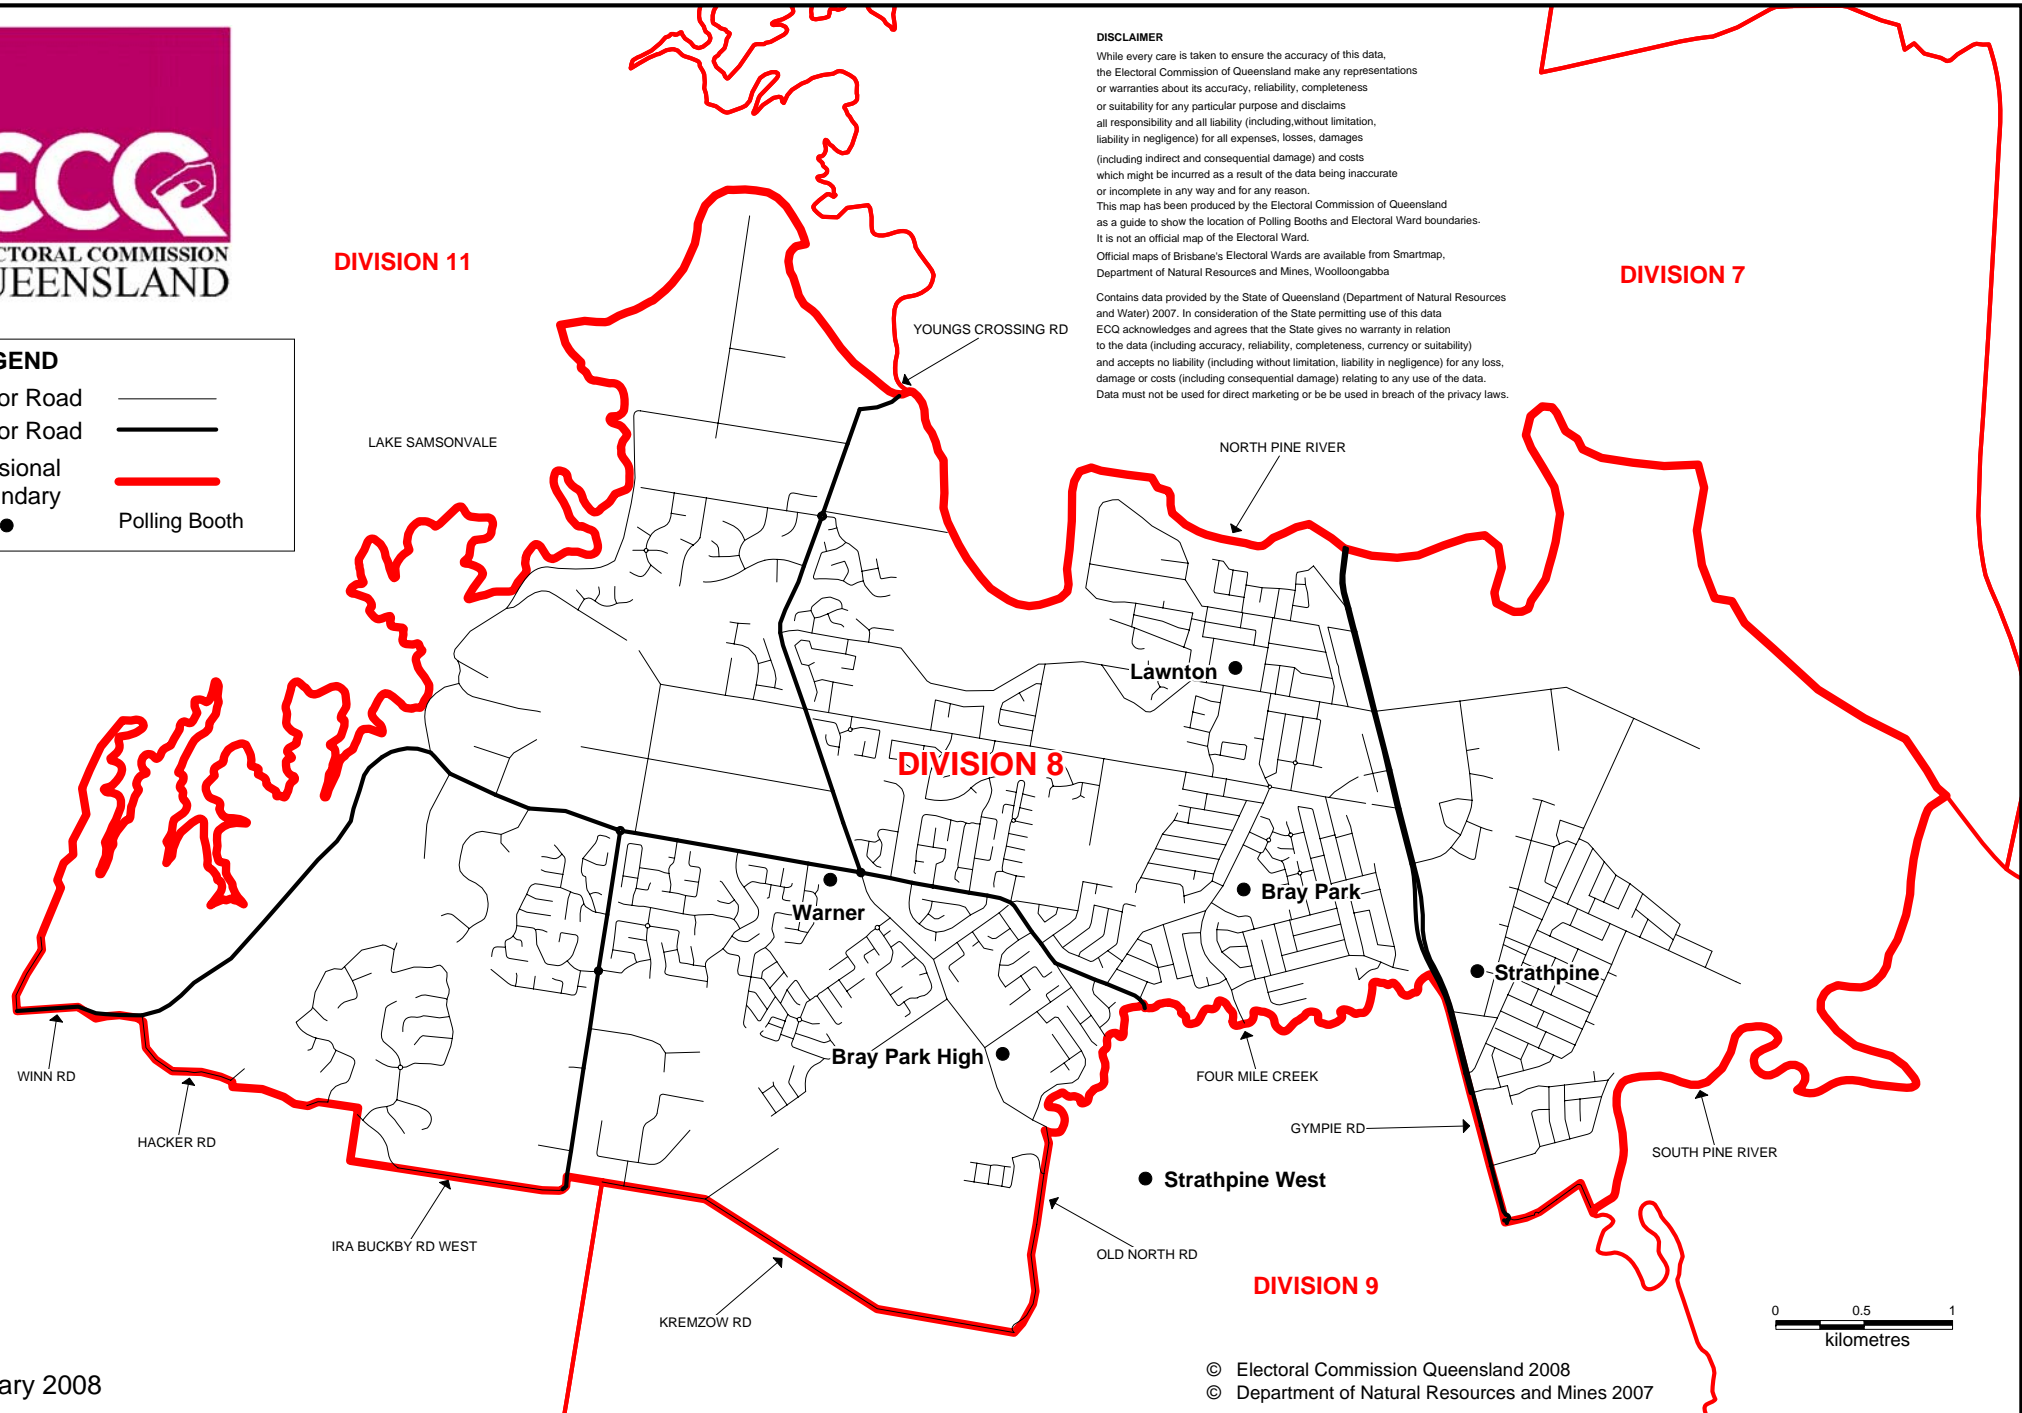 ECQ
CTORAL COMMISSION
UEENSLAND
GEND
or Road
or Road
sional
ndary
Polling Booth
DISCLAIMER
While every care is taken to ensure the accuracy of this data,
the Electoral Commission of Queensland make any representations
or warranties about its accuracy, reliability, completeness
or suitability for any particular purpose and disclaims
all responsibility and all liability (including,without limitation,
liability in negligence) for all expenses, losses, damages
(including indirect and consequential damage) and costs
which might be incurred as a result of the data being inaccurate
or incomplete in any way and for any reason.
This map has been produced by the Electoral Commission of Queensland
as a guide to show the location of Polling Booths and Electoral Ward boundaries.
It is not an official map of the Electoral Ward.
Official maps of Brisbane's Electoral Wards are available from Smartmap,
Department of Natural Resources and Mines, Woolloongabba
Contains data provided by the State of Queensland (Department of Natural Resources
and Water) 2007. In consideration of the State permitting use of this data
ECQ acknowledges and agrees that the State gives no warranty in relation
to the data (including accuracy, reliability, completeness, currency or suitability)
and accepts no liability (including without limitation, liability in negligence) for any loss,
damage or costs (including consequential damage) relating to any use of the data.
Data must not be used for direct marketing or be be used in breach of the privacy laws.
DIVISION 11
DIVISION 7
YOUNGS CROSSING RD
LAKE SAMSONVALE
NORTH PINE RIVER
Lawnton
DIVISION 8
Warner
Bray Park
Strathpine
Bray Park High
WINN RD
FOUR MILE CREEK
HACKER RD
GYMPIE RD
SOUTH PINE RIVER
Strathpine West
IRA BUCKBY RD WEST
OLD NORTH RD
DIVISION 9
KREMZOW RD
0 0.5 1
kilometres
ary 2008
© Electoral Commission Queensland 2008
© Department of Natural Resources and Mines 2007